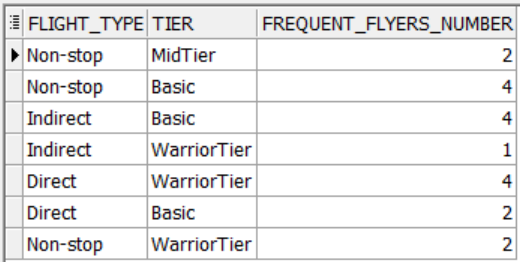 FLIGHT_TYPE TIER FREQUENT_FLYERS_NUMBER
Non-stop MidTier 2
Non-stop Basic 4
Indirect Basic 4
Indirect WarriorTier 1
Direct WarriorTier 4
Direct Basic 2
Non-stop WarriorTier 2